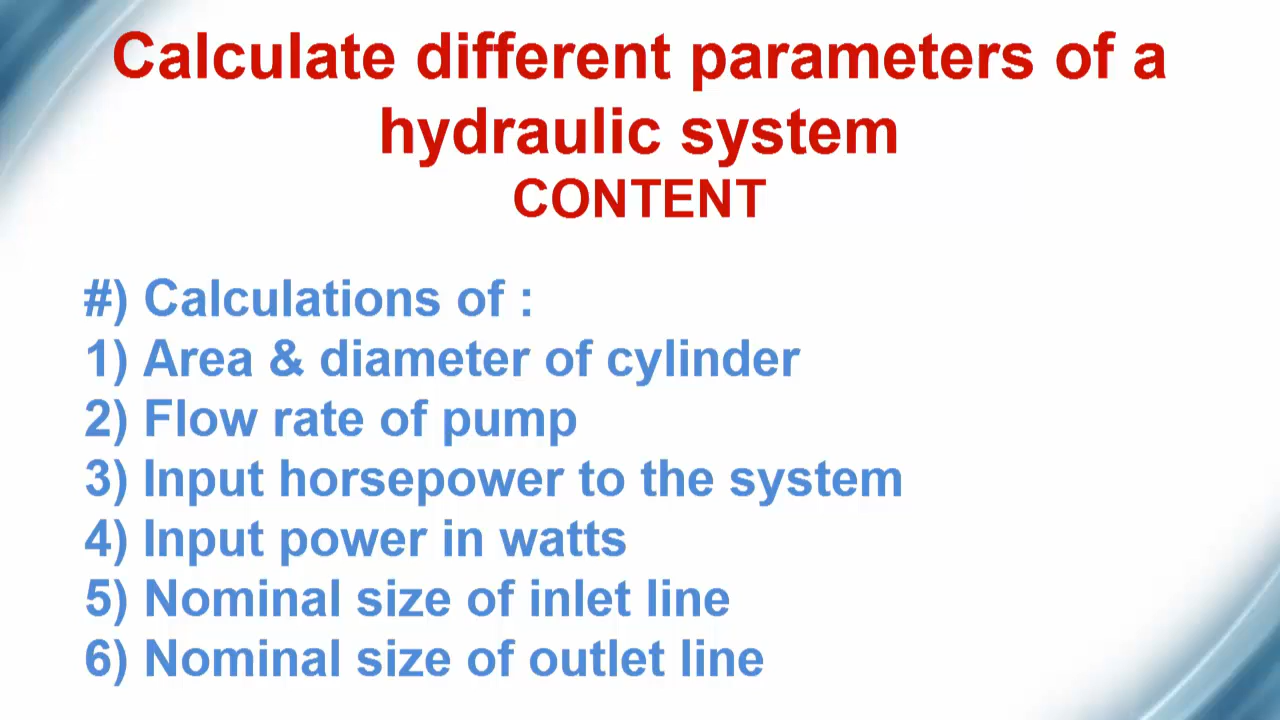 Calculate different parameters of a
hydraulic system
CONTENT
#) Calculations of :
1) Area & diameter of cylinder
2) Flow rate of pump
3) Input horsepower to the system
4) Input power in watts
5) Nominal size of inlet line
6) Nominal size of outlet line